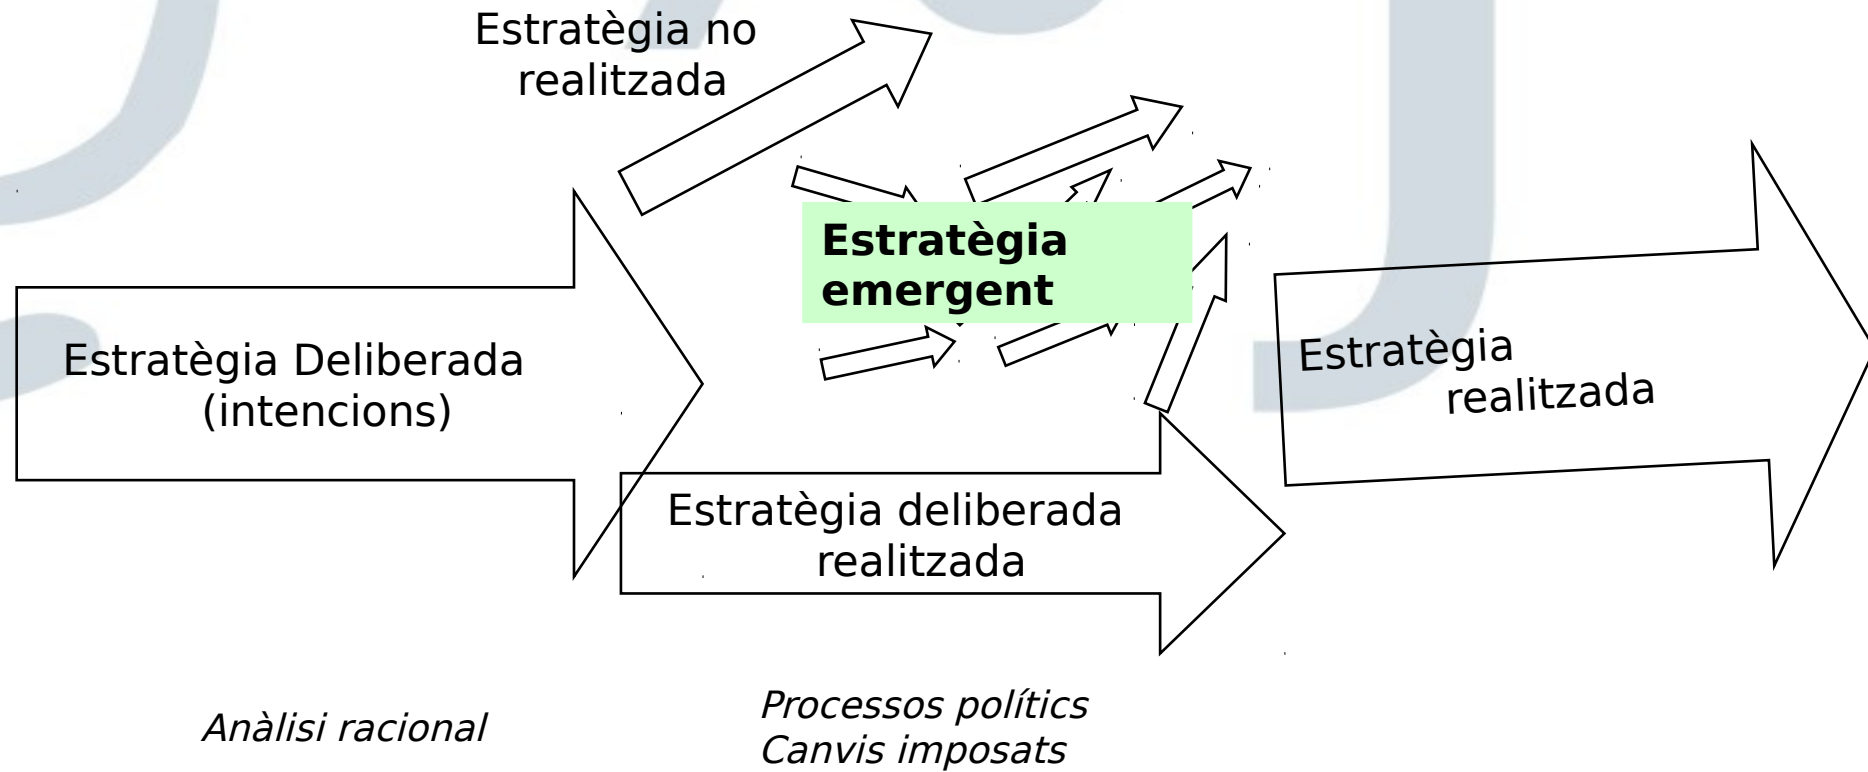 Estratègia no
realitzada
Estratègia
emergent
Estratègia Deliberada
(intencions)
Estratègia
realitzada
Estratègia deliberada
realitzada
Anàlisi racional
Processos polítics
Canvis imposats